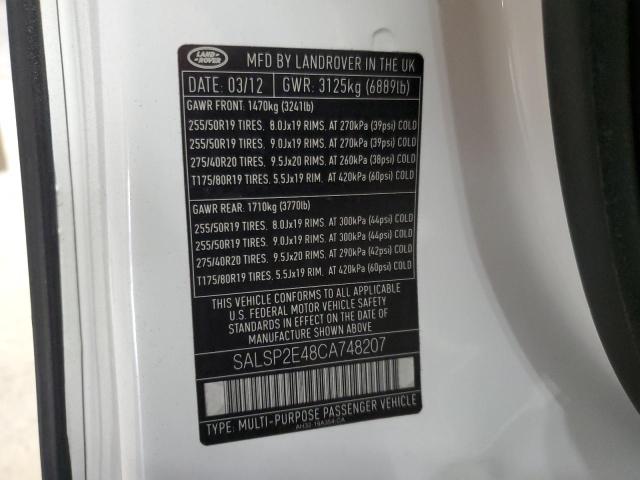 LAND-
ROVER
MFD BY LANDROVER IN THE UK
DATE: 03/12 GWR: 3125kg (6889lb)
GAWR FRONT: 1470kg (3241lb)
255/50R19 TIRES, 8.0Jx19 RIMS, AT 270kPa (39psi) COLD
255/50R19 TIRES, 9.0Jx19 RIMS, AT 270kPa (39psi) COLD
275/40R20 TIRES, 9.5Jx20 RIMS, AT 260kPa (38psi) COLD
T175/80R19 TIRES, 5.5Jx19 RIM, AT 420kPa (60psi) COLD
GAWR REAR: 1710kg (3770lb)
255/50R19 TIRES, 8.0Jx19 RIMS, AT 300kPa (44psi) COLD
255/50R19 TIRES, 9.0Jx19 RIMS, AT 300kPa (44psi) COLD
275/40R20 TIRES, 9.5Jx20 RIMS, AT 290kPa (42psi) COLD
T175/80R19 TIRES, 5.5Jx19 RIM, AT 420kPa (60psi) COLD
THIS VEHICLE CONFORMS TO ALL APPLICABLE
U.S. FEDERAL MOTOR VEHICLE SAFETY
STANDARDS IN EFFECT ON THE DATE OF
MANUFACTURE SHOWN ABOVE
SALSP2E48CA748207
TYPE: MULTI-PURPOSE PASSENGER VEHICLE